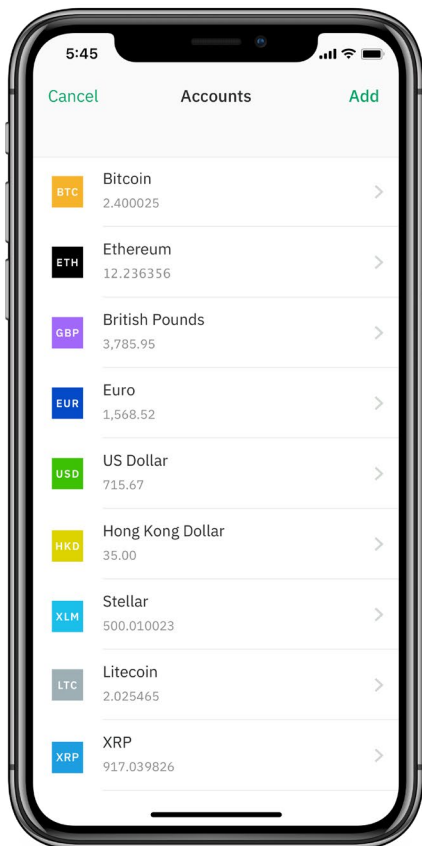 5:45
Cancel Accounts Add
BTC Bitcoin
2.400025
ETH Ethereum
12.236356
GBP British Pounds
3,785.95
EUR Euro
1,568.52
USD US Dollar
715.67
HKD Hong Kong Dollar
35.00
XLM Stellar
500.010023
LTC Litecoin
2.025465
XRP XRP
917.039826